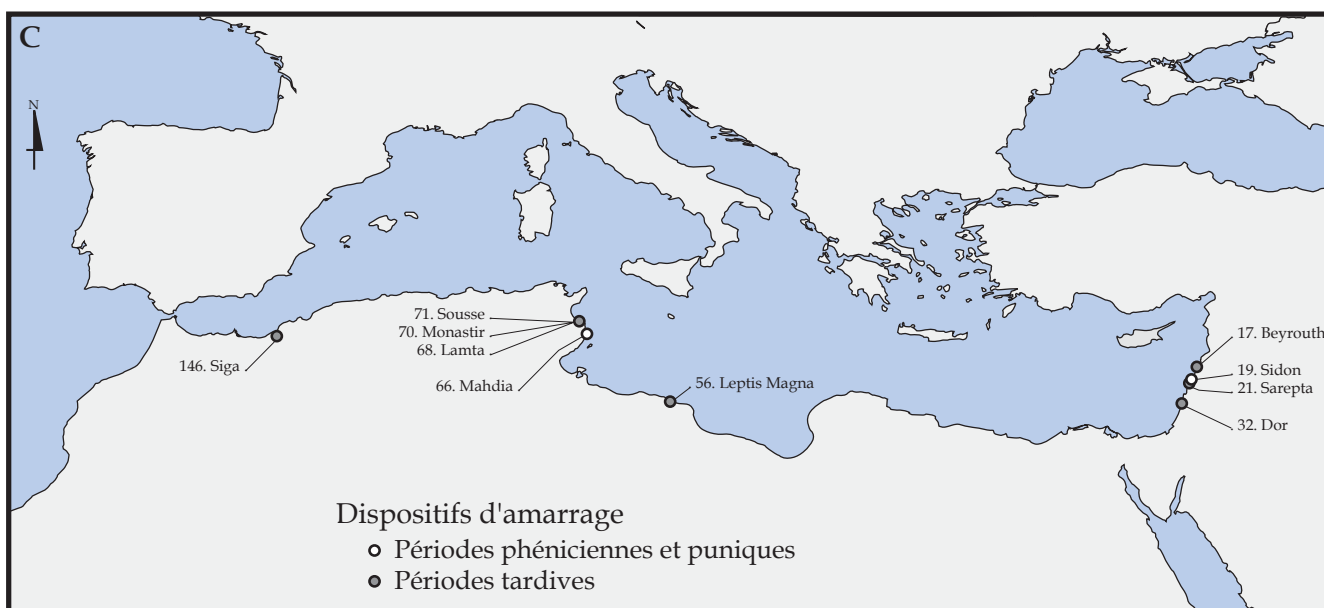 C
N
71. Sousse
70. Monastir
68. Lamta
66. Mahdia
146. Siga
56. Leptis Magna
17. Beyrouth
19. Sidon
21. Sarepta
32. Dor
Dispositifs d'amarrage
Périodes phéniciennes et puniques
Périodes tardives